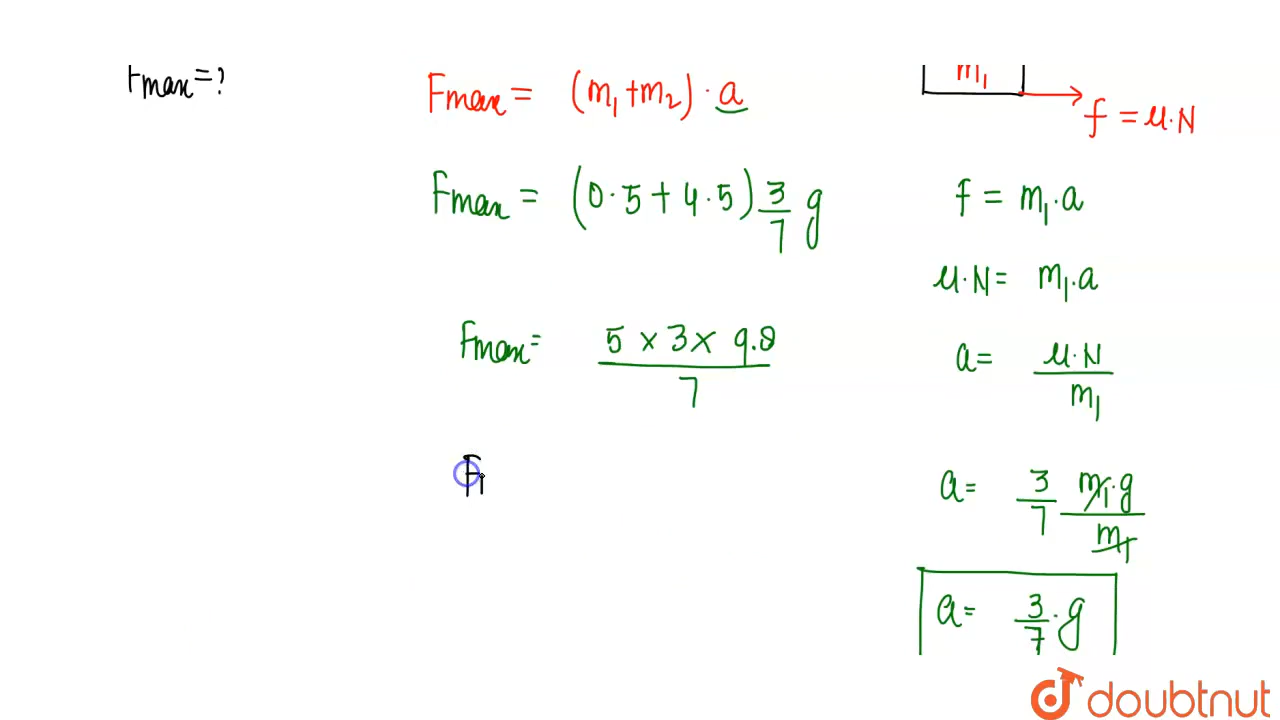 Fmax = ?
Fmax = (m₁ + m₂) · a
Fmax = (0.5 + 4.5) 3/7 g
Fmax = 5 × 3 × 9.8 / 7
F
m₁
f = μ·N
f = m₁·a
μ·N = m₁·a
a = μ·N / m₁
a = 3/7 m₁·g / m₁
a = 3/7 · g
doubtnut